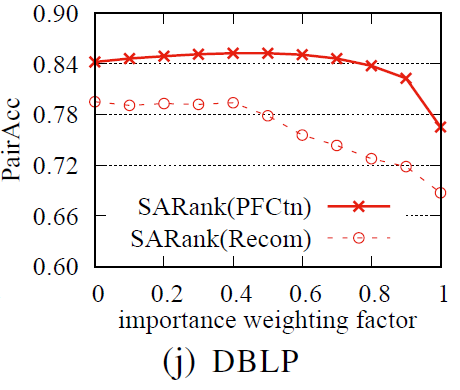 0.90
0.84
0.78
0.72
0.66
0.60
PairAcc
SARank(PFCtn)
SARank(Recom)
0 0.2 0.4 0.6 0.8 1
importance weighting factor
(j) DBLP